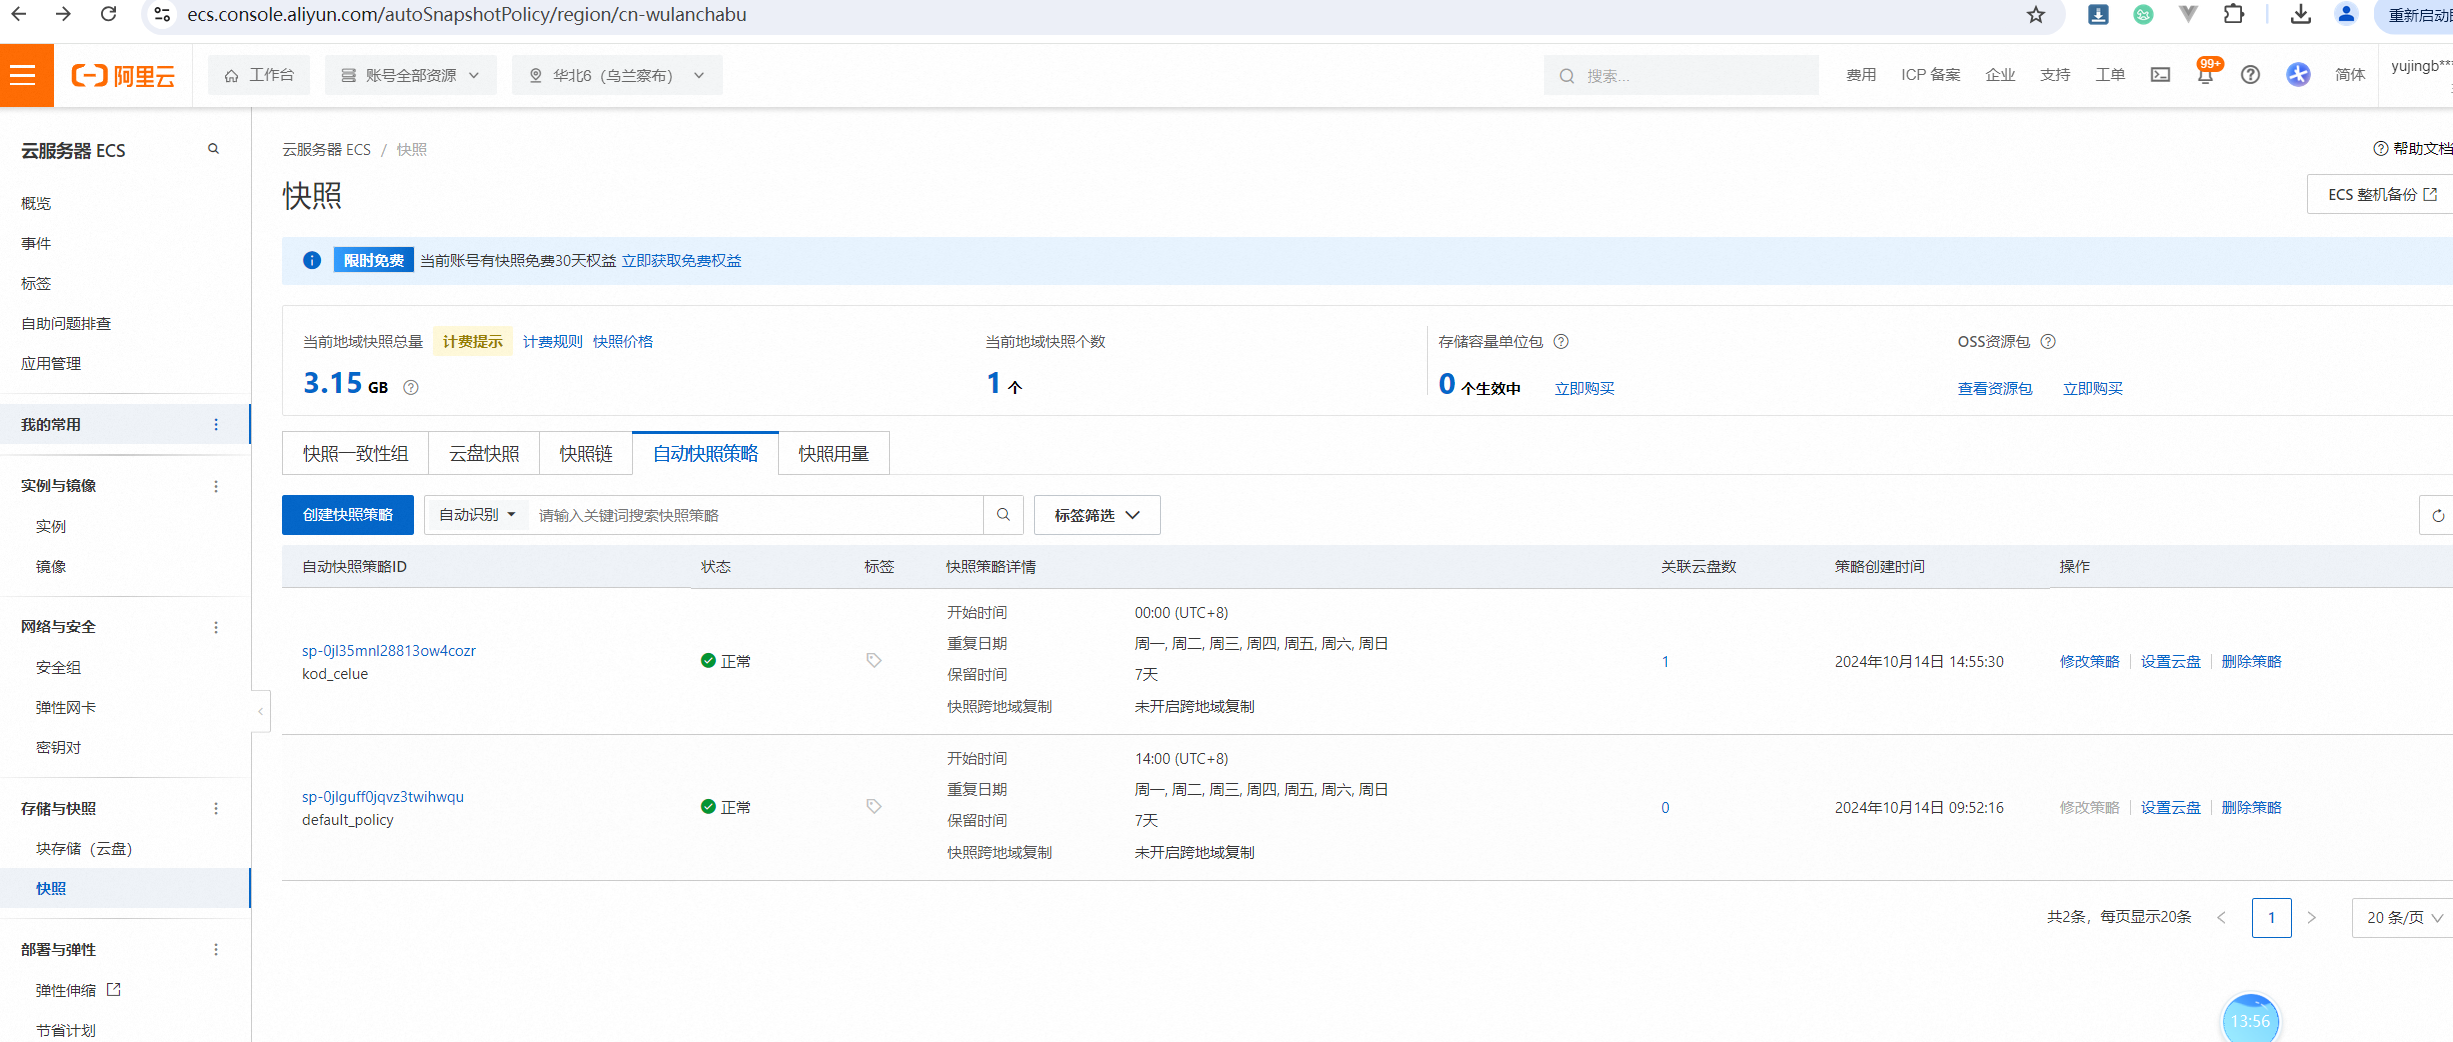 ecs.console.aliyun.com/autoSnapshotPolicy/region/cn-wulanchabu
重新启动
阿里云
工作台
账号全部资源
华北6（乌兰察布）
搜索...
费用
ICP 备案
企业
支持
工单
99+
简体
yujingb***
云服务器 ECS
概览
事件
标签
自助问题排查
应用管理
我的常用
实例与镜像
实例
镜像
网络与安全
安全组
弹性网卡
密钥对
存储与快照
块存储（云盘）
快照
部署与弹性
弹性伸缩
节省计划
云服务器 ECS / 快照
帮助文档
快照
ECS 整机备份
限时免费 当前账号有快照免费30天权益 立即获取免费权益
当前地域快照总量 计费提示 计费规则 快照价格
3.15 GB
当前地域快照个数
1 个
存储容量单位包
0 个生效中 立即购买
OSS资源包
查看资源包 立即购买
快照一致性组 云盘快照 快照链 自动快照策略 快照用量
创建快照策略 自动识别 请输入关键词搜索快照策略 标签筛选
自动快照策略ID 状态 标签 快照策略详情 关联云盘数 策略创建时间 操作
sp-0jl35mnl28813ow4cozr
kod_celue
正常
开始时间 00:00 (UTC+8)
重复日期 周一, 周二, 周三, 周四, 周五, 周六, 周日
保留时间 7天
快照跨地域复制 未开启跨地域复制
1
2024年10月14日 14:55:30
修改策略 设置云盘 删除策略
sp-0jlguff0jqvz3twihwqu
default_policy
正常
开始时间 14:00 (UTC+8)
重复日期 周一, 周二, 周三, 周四, 周五, 周六, 周日
保留时间 7天
快照跨地域复制 未开启跨地域复制
0
2024年10月14日 09:52:16
修改策略 设置云盘 删除策略
共2条，每页显示20条 1 20 条/页
13:56